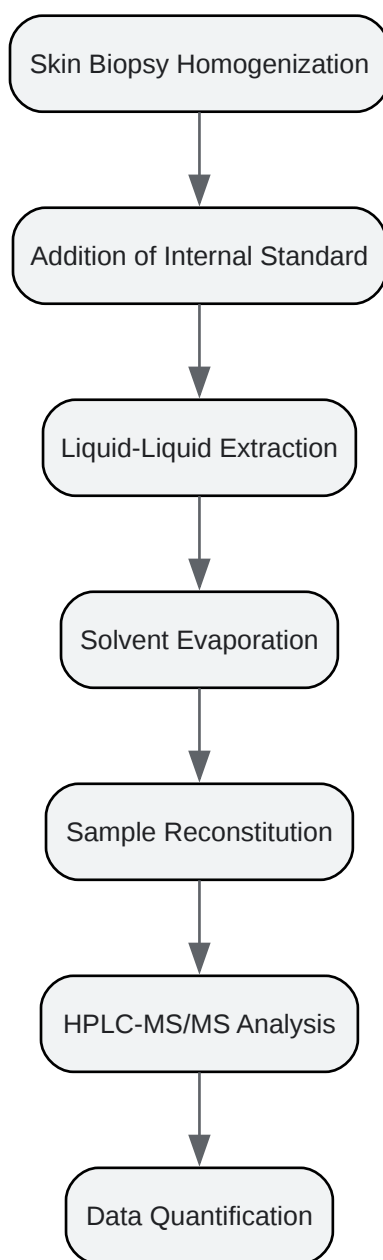 Skin Biopsy Homogenization
Addition of Internal Standard
Liquid-Liquid Extraction
Solvent Evaporation
Sample Reconstitution
HPLC-MS/MS Analysis
Data Quantification